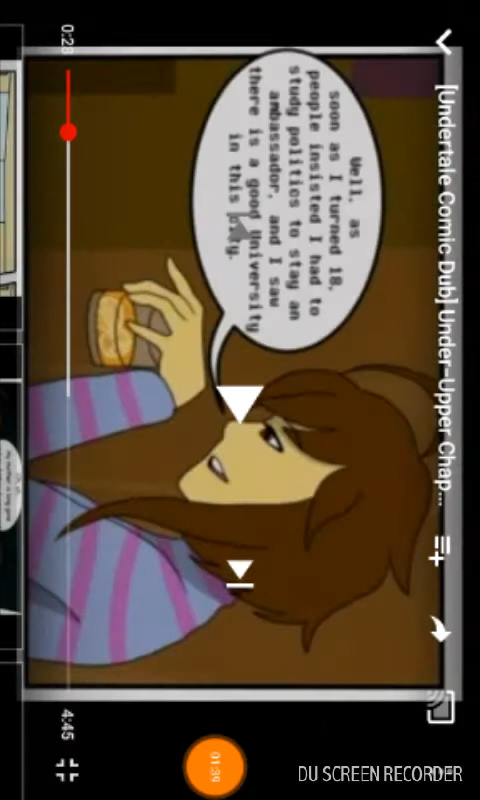 [Undertale Comic Dub] Under-Upper Chap...
Well, as
soon as I turned 18,
people insisted I had to
study politics to stay an
ambassador, and I saw
there is a good University
in this city.
0:28
4:45
01:39
DU SCREEN RECORDER